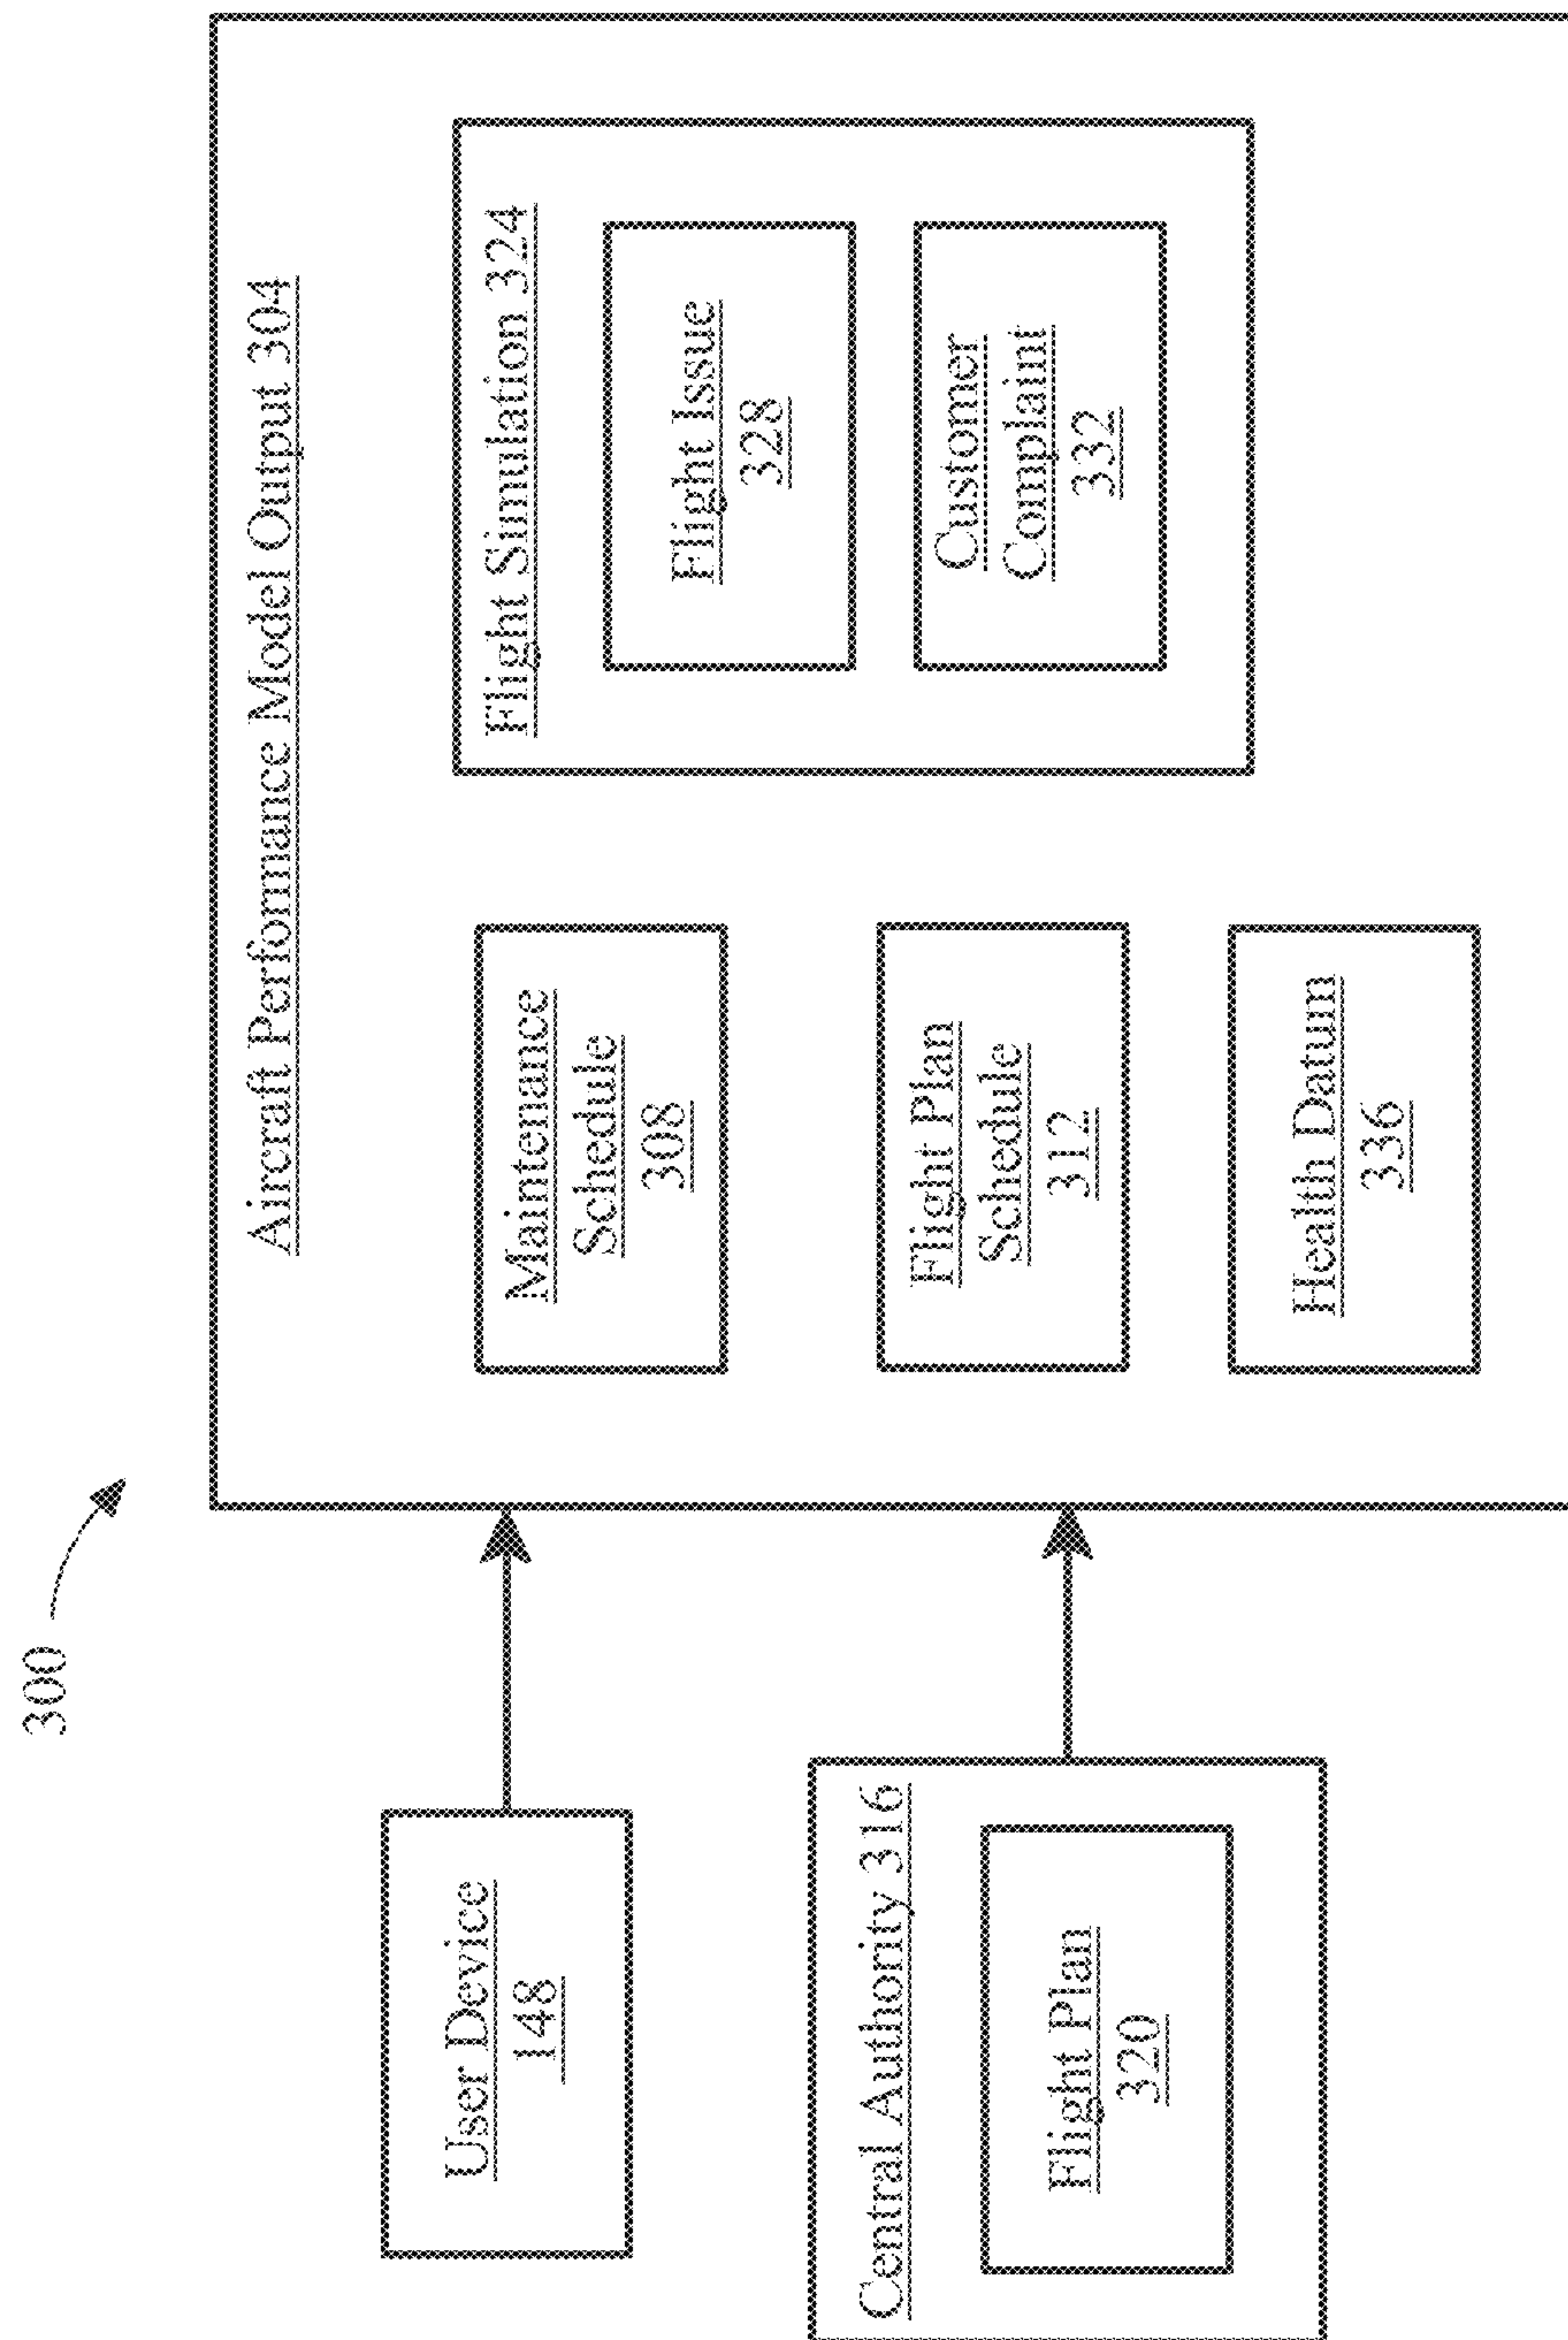 300
Aircraft Performance Model Output 304
User Device
148
Maintenance
Schedule
308
Flight Simulation 324
Flight Issue
328
Central Authority 316
Flight Plan
320
Flight Plan
Schedule
312
Customer
Complaint
332
Health Datum
336